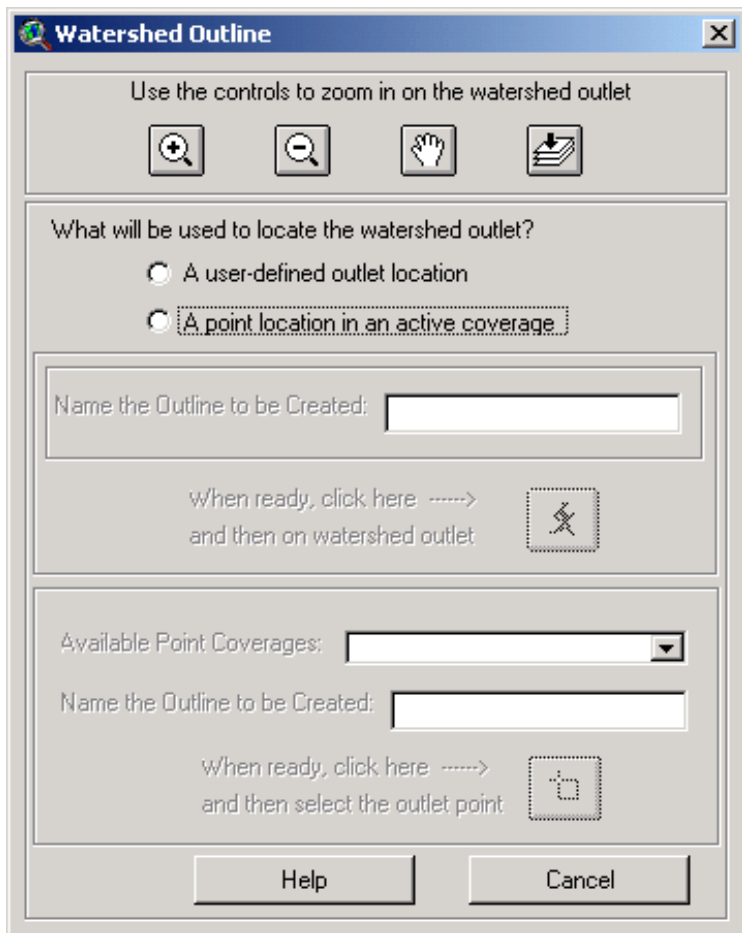 Watershed Outline
Use the controls to zoom in on the watershed outlet
What will be used to locate the watershed outlet?
A user-defined outlet location
A point location in an active coverage
Name the Outline to be Created:
When ready, click here ------>
and then on watershed outlet
Available Point Coverages:
Name the Outline to be Created:
When ready, click here ------>
and then select the outlet point
Help Cancel